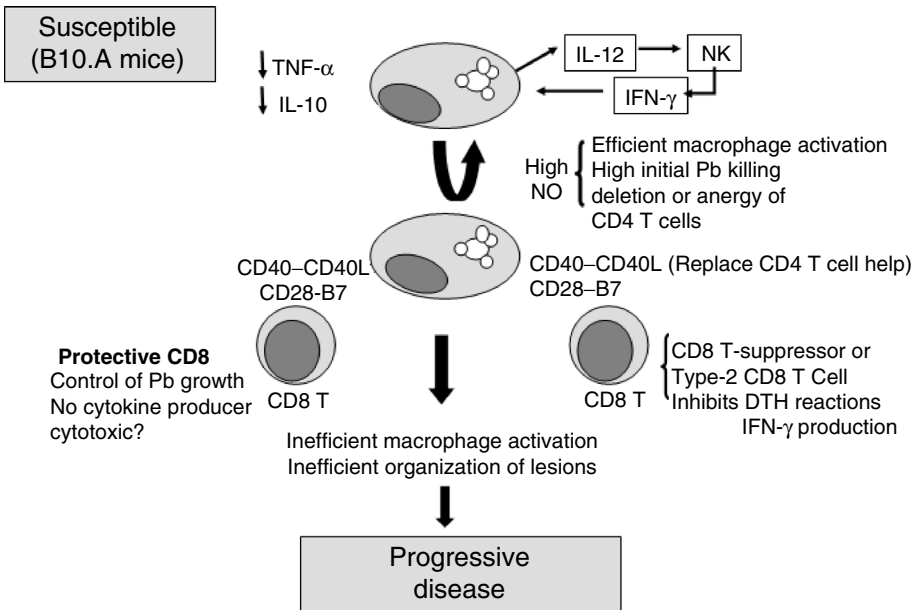 Susceptible
(B10.A mice)
TNF-α
IL-10
IL-12
NK
IFN-γ
High
NO
Efficient macrophage activation
High initial Pb killing
deletion or anergy of
CD4 T cells
CD40–CD40L
CD28-B7
CD40–CD40L (Replace CD4 T cell help)
CD28–B7
Protective CD8
Control of Pb growth
No cytokine producer
cytotoxic?
CD8 T
CD8 T
CD8 T-suppressor or
Type-2 CD8 T Cell
Inhibits DTH reactions
IFN-γ production
Inefficient macrophage activation
Inefficient organization of lesions
Progressive
disease